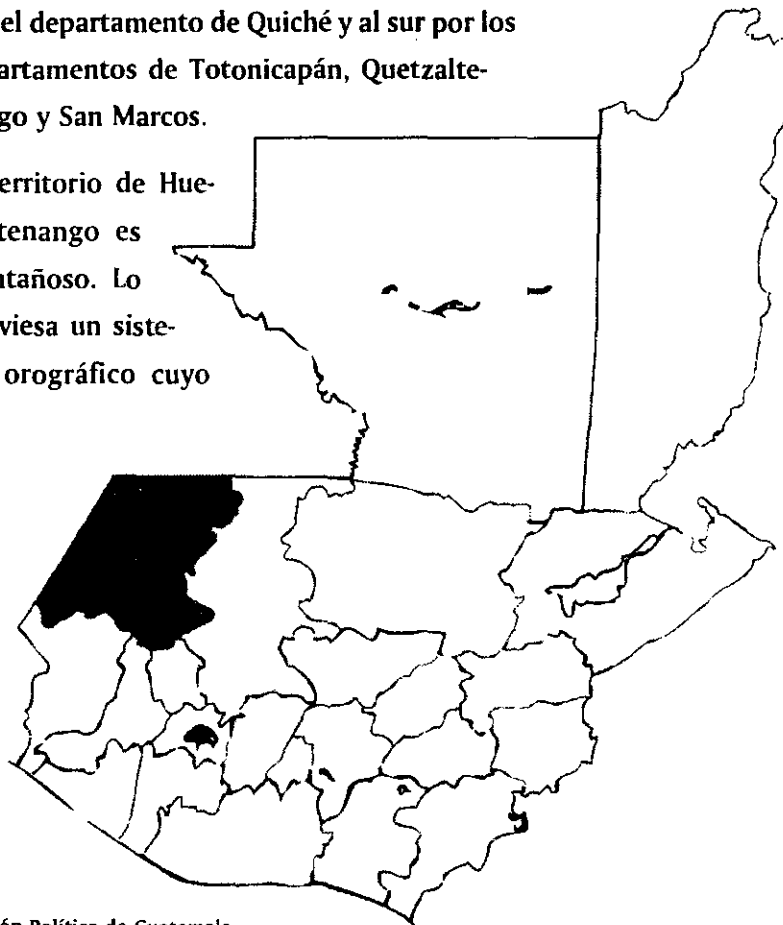 el departamento de Quiché y al sur por los
artamentos de Totonicapán, Quetzalte-
go y San Marcos.
erritorio de Hue-
tenango es
tañoso. Lo
viesa un siste-
orográfico cuyo
ón Política de Guatemala